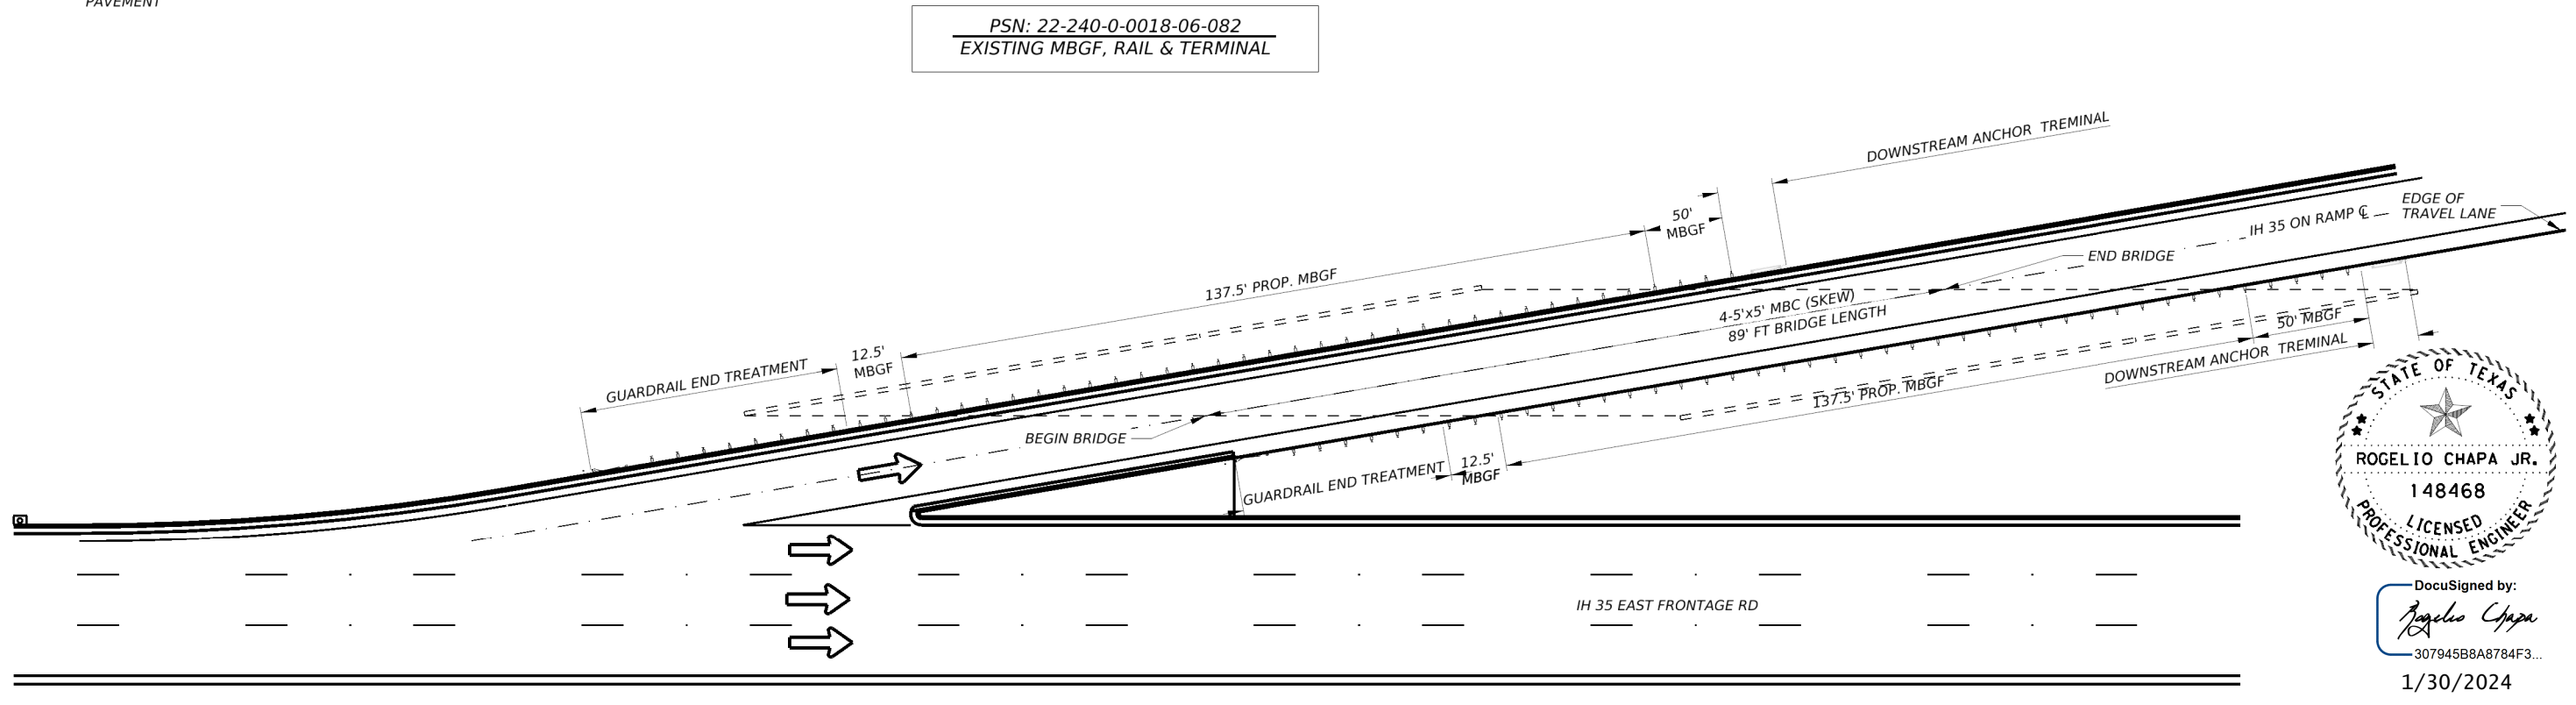 PAVEMENT
PSN: 22-240-0-0018-06-082
EXISTING MBGF, RAIL & TERMINAL
DOWNSTREAM ANCHOR TREMINAL
50'
MBGF
EDGE OF
TRAVEL LANE
IH 35 ON RAMP ℄
END BRIDGE
137.5' PROP. MBGF
4-5'x5' MBC (SKEW)
89' FT BRIDGE LENGTH
50' MBGF
DOWNSTREAM ANCHOR TREMINAL
12.5'
MBGF
GUARDRAIL END TREATMENT
137.5' PROP. MBGF
BEGIN BRIDGE
12.5'
MBGF
GUARDRAIL END TREATMENT
IH 35 EAST FRONTAGE RD
STATE OF TEXAS
ROGELIO CHAPA JR.
148468
LICENSED
PROFESSIONAL ENGINEER
DocuSigned by:
Rogelio Chapa
307945B8A8784F3...
1/30/2024